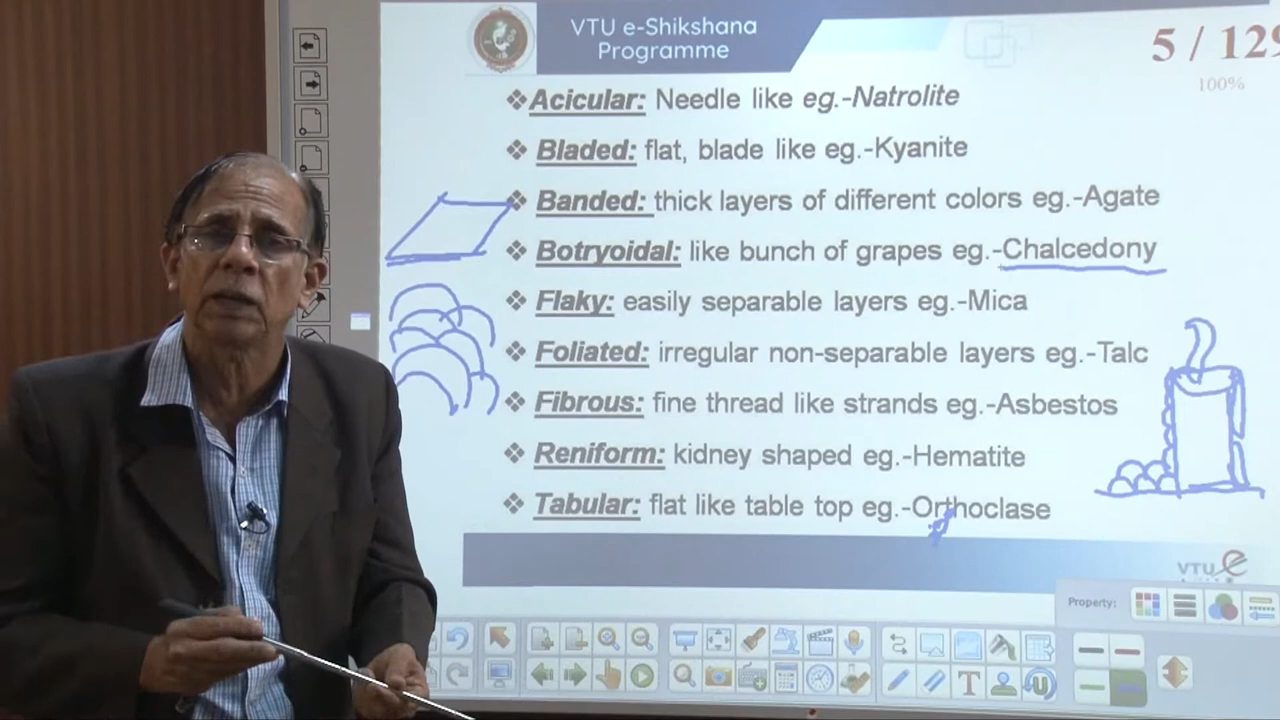 VTU e-Shikshana
Programme
5 / 129
100%
❖Acicular: Needle like eg.-Natrolite
❖ Bladed: flat, blade like eg.-Kyanite
❖ Banded: thick layers of different colors eg.-Agate
❖ Botryoidal: like bunch of grapes eg.-Chalcedony
❖ Flaky: easily separable layers eg.-Mica
❖ Foliated: irregular non-separable layers eg.-Talc
❖ Fibrous: fine thread like strands eg.-Asbestos
❖ Reniform: kidney shaped eg.-Hematite
❖ Tabular: flat like table top eg.-Orthoclase
VTU e
Property: